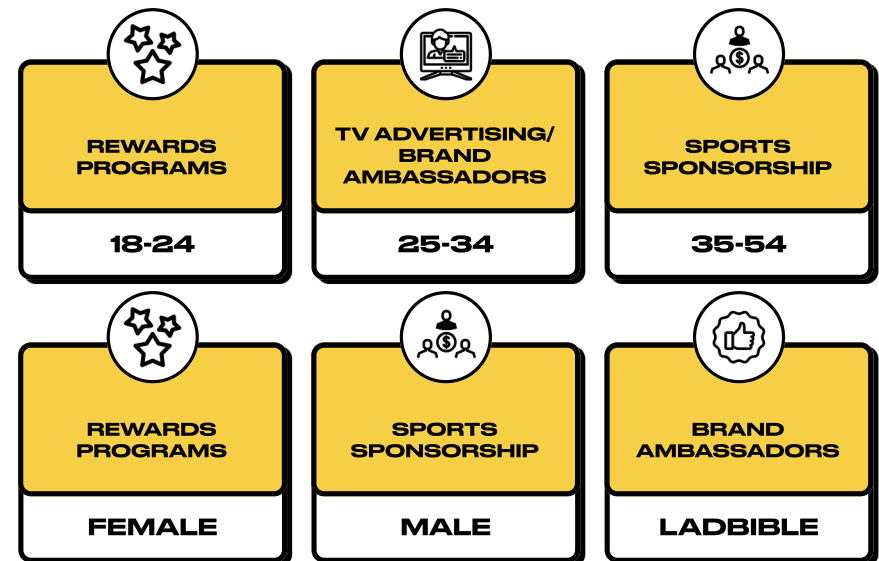 REWARDS
PROGRAMS
18-24
TV ADVERTISING/
BRAND
AMBASSADORS
25-34
SPORTS
SPONSORSHIP
35-54
REWARDS
PROGRAMS
FEMALE
SPORTS
SPONSORSHIP
MALE
BRAND
AMBASSADORS
LADBIBLE